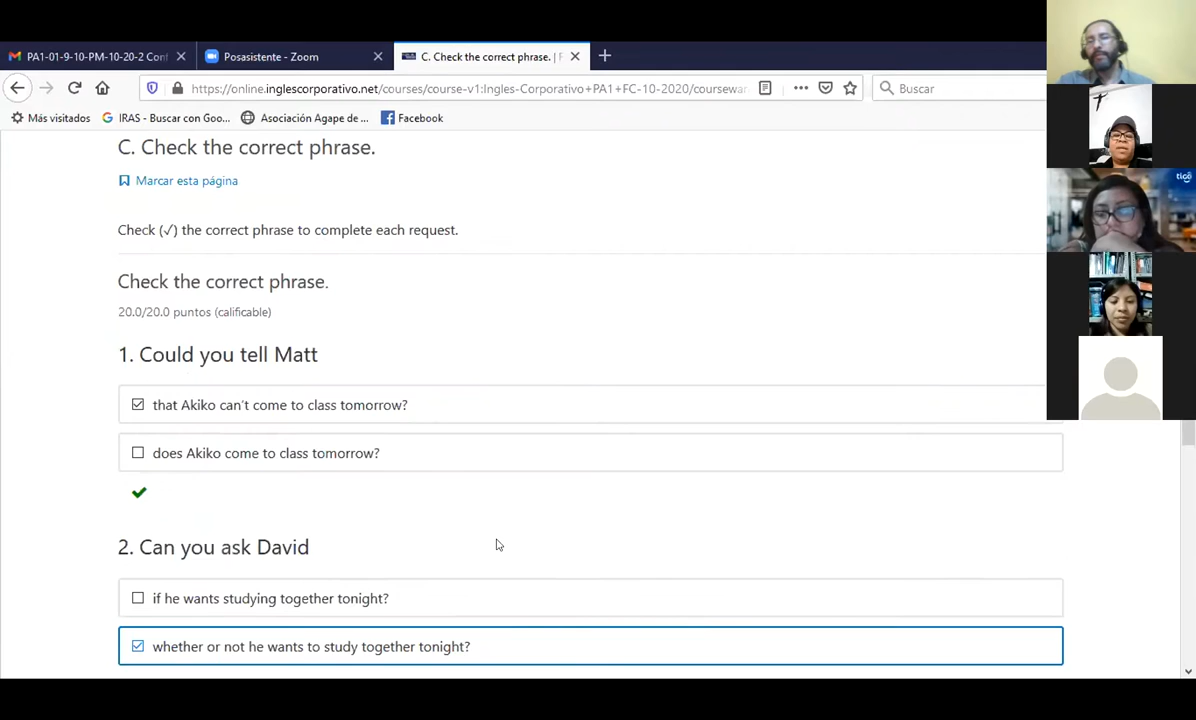 PA1-01-9-10-PM-10-20-2 Conf
Posasistente - Zoom
C. Check the correct phrase. | F
https://online.inglescorporativo.net/courses/course-v1:Ingles-Corporativo+PA1+FC-10-2020/coursewar
Buscar
Más visitados
IRAS - Buscar con Goo...
Asociación Agape de ...
Facebook
C. Check the correct phrase.
Marcar esta página
Check (✓) the correct phrase to complete each request.
Check the correct phrase.
20.0/20.0 puntos (calificable)
1. Could you tell Matt
that Akiko can´t come to class tomorrow?
does Akiko come to class tomorrow?
2. Can you ask David
if he wants studying together tonight?
whether or not he wants to study together tonight?
tigo